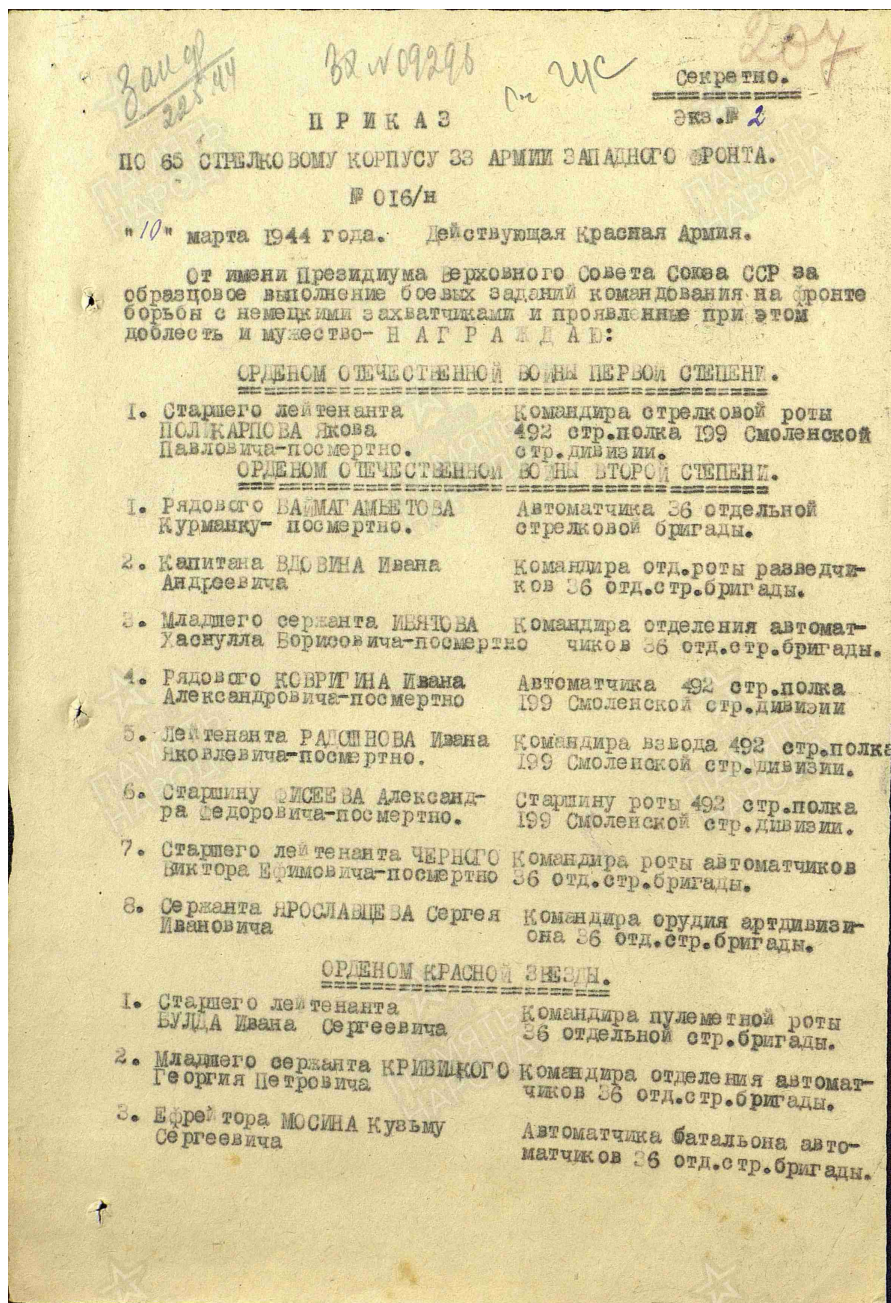 207
Зх №09296
22544
Секретно.
Экз.№ 2
П Р И К А З
ПО 65 СТРЕЛКОВОМУ КОРПУСУ 33 АРМИИ ЗАПАДНОГО ФРОНТА.
№ 016/н
"10" марта 1944 года. Действующая Красная Армия.
От имени Президиума Верховного Совета Союза ССР за
образцовое выполнение боевых заданий командования на фронте
борьбы с немецкими захватчиками и проявленные при этом
доблесть и мужество- Н А Г Р А Ж Д А Ю:
ОРДЕНОМ ОТЕЧЕСТВЕННОЙ ВОЙНЫ ПЕРВОЙ СТЕПЕНИ.
1. Старшего лейтенанта Командира стрелковой роты
ПОЛИКАРПОВА Якова 492 стр.полка 199 Смоленской
Павловича-посмертно. стр.дивизии.
ОРДЕНОМ ОТЕЧЕСТВЕННОЙ ВОЙНЫ ВТОРОЙ СТЕПЕНИ.
1. Рядового БАЙМАГАМБЕТОВА Автоматчика 36 отдельной
Курманку- посмертно. стрелковой бригады.
2. Капитана ВДОВИНА Ивана Командира отд.роты разведчи-
Андреевича ков 36 отд.стр.бригады.
3. Младшего сержанта ИВЯТОВА Командира отделения автомат-
Хаснулла Борисовича-посмертно чиков 36 отд.стр.бригады.
4. Рядового КОВРИГИНА Ивана Автоматчика 492 стр.полка
Александровича-посмертно 199 Смоленской стр.дивизии
5. Лейтенанта РАДОШНОВА Ивана Командира взвода 492 стр.полка
Яковлевича-посмертно. 199 Смоленской стр.дивизии.
6. Старшину ФИСЕЕВА Александ- Старшину роты 492 стр.полка
ра Федоровича-посмертно. 199 Смоленской стр.дивизии.
7. Старшего лейтенанта ЧЕРНОГО Командира роты автоматчиков
Виктора Ефимовича-посмертно 36 отд.стр.бригады.
8. Сержанта ЯРОСЛАВЦЕВА Сергея Командира орудия артдивизи-
Ивановича она 36 отд.стр.бригады.
ОРДЕНОМ КРАСНОЙ ЗВЕЗДЫ.
1. Старшего лейтенанта Командира пулеметной роты
БУЛДА Ивана Сергеевича 36 отдельной стр.бригады.
2. Младшего сержанта КРИВИЦКОГО Командира отделения автомат-
Георгия Петровича чиков 36 отд.стр.бригады.
3. Ефрейтора МОСИНА Кузьму Автоматчика батальона авто-
Сергеевича матчиков 36 отд.стр.бригады.